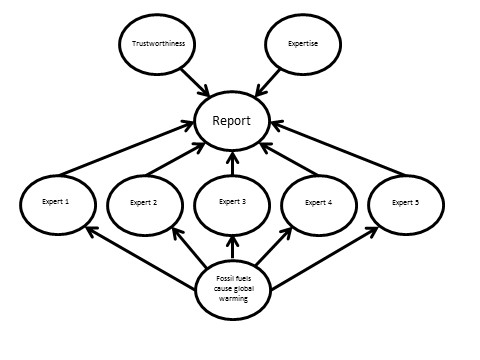 Trustworthiness
Expertise
Report
Expert 1
Expert 2
Expert 3
Expert 4
Expert 5
Fossil fuels
cause global
warming